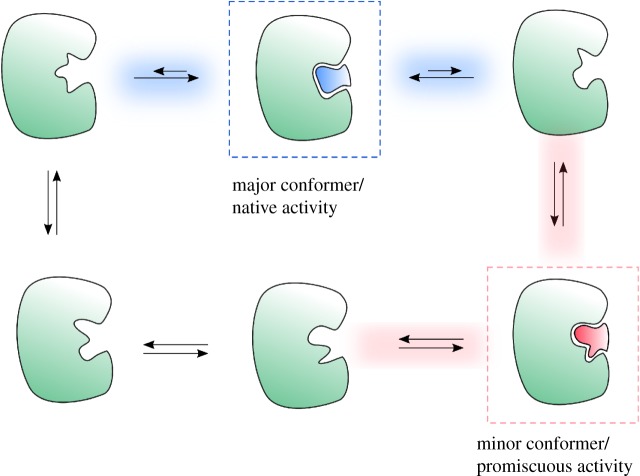 major conformer/
native activity
minor conformer/
promiscuous activity